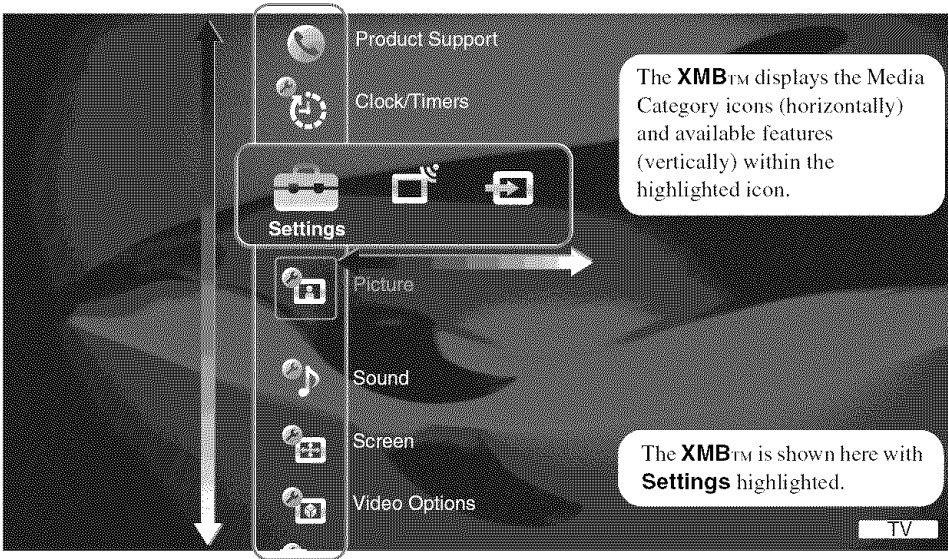 Product Support
Clock/Timers
The XMB™ displays the Media
Category icons (horizontally)
and available features
(vertically) within the
highlighted icon.
Settings
Picture
Sound
Screen
Video Options
The XMB™ is shown here with
Settings highlighted.
TV